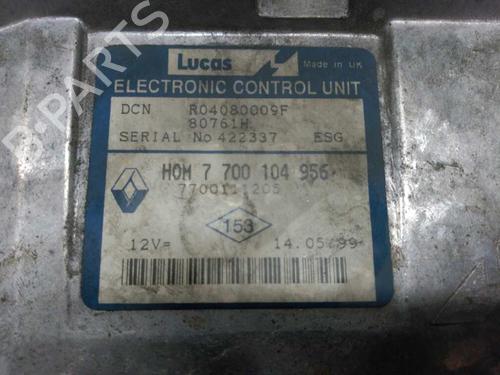 Lucas
Made in UK
ELECTRONIC CONTROL UNIT
DCN R04080009F
80761H
SERIAL No 422337 ESG
HOM 7 700 104 956
7700111205
153
12V= 14.05.99
B-PARTS